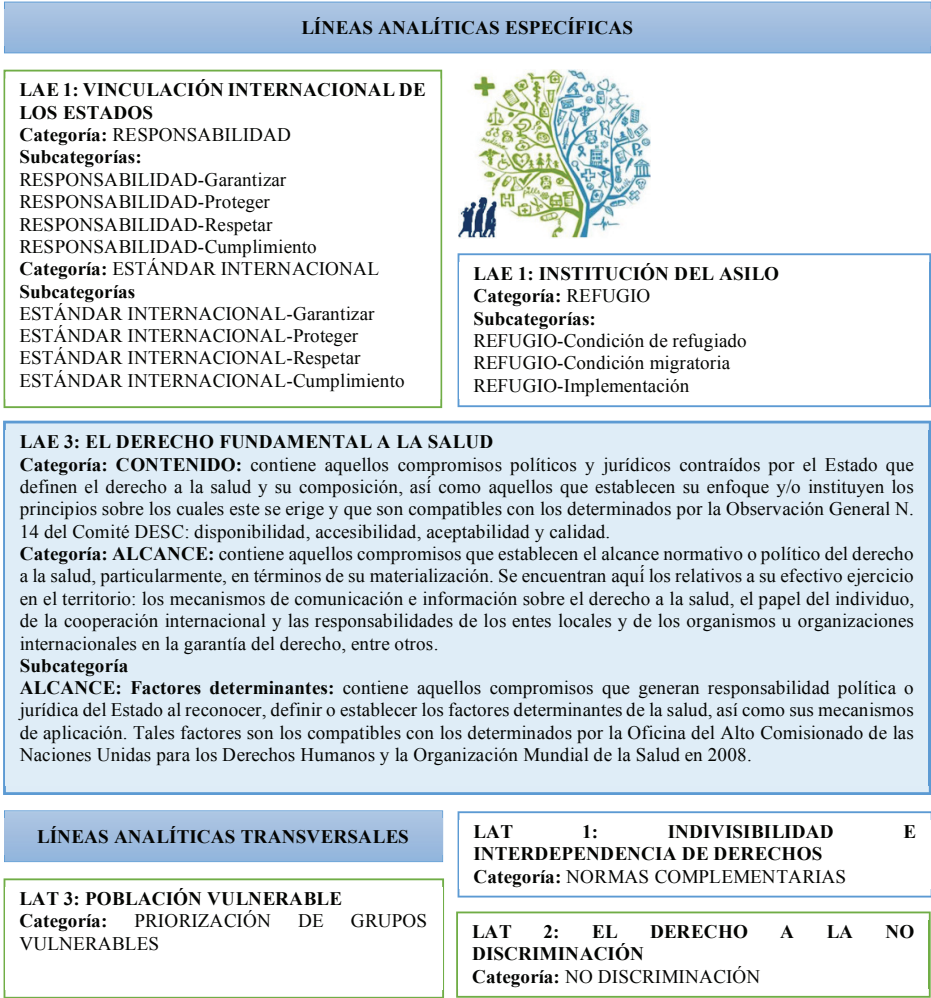 LÍNEAS ANALÍTICAS ESPECÍFICAS
LAE 1: VINCULACIÓN INTERNACIONAL DE
LOS ESTADOS
Categoría: RESPONSABILIDAD
Subcategorías:
RESPONSABILIDAD-Garantizar
RESPONSABILIDAD-Proteger
RESPONSABILIDAD-Respetar
RESPONSABILIDAD-Cumplimiento
Categoría: ESTÁNDAR INTERNACIONAL
Subcategorías
ESTÁNDAR INTERNACIONAL-Garantizar
ESTÁNDAR INTERNACIONAL-Proteger
ESTÁNDAR INTERNACIONAL-Respetar
ESTÁNDAR INTERNACIONAL-Cumplimiento
LAE 1: INSTITUCIÓN DEL ASILO
Categoría: REFUGIO
Subcategorías:
REFUGIO-Condición de refugiado
REFUGIO-Condición migratoria
REFUGIO-Implementación
LAE 3: EL DERECHO FUNDAMENTAL A LA SALUD
Categoría: CONTENIDO: contiene aquellos compromisos políticos y jurídicos contraídos por el Estado que
definen el derecho a la salud y su composición, así como aquellos que establecen su enfoque y/o instituyen los
principios sobre los cuales este se erige y que son compatibles con los determinados por la Observación General N.
14 del Comité DESC: disponibilidad, accesibilidad, aceptabilidad y calidad.
Categoría: ALCANCE: contiene aquellos compromisos que establecen el alcance normativo o político del derecho
a la salud, particularmente, en términos de su materialización. Se encuentran aquí los relativos a su efectivo ejercicio
en el territorio: los mecanismos de comunicación e información sobre el derecho a la salud, el papel del individuo,
de la cooperación internacional y las responsabilidades de los entes locales y de los organismos u organizaciones
internacionales en la garantía del derecho, entre otros.
Subcategoría
ALCANCE: Factores determinantes: contiene aquellos compromisos que generan responsabilidad política o
jurídica del Estado al reconocer, definir o establecer los factores determinantes de la salud, así como sus mecanismos
de aplicación. Tales factores son los compatibles con los determinados por la Oficina del Alto Comisionado de las
Naciones Unidas para los Derechos Humanos y la Organización Mundial de la Salud en 2008.
LÍNEAS ANALÍTICAS TRANSVERSALES
LAT 1: INDIVISIBILIDAD E
INTERDEPENDENCIA DE DERECHOS
Categoría: NORMAS COMPLEMENTARIAS
LAT 3: POBLACIÓN VULNERABLE
Categoría: PRIORIZACIÓN DE GRUPOS
VULNERABLES
LAT 2: EL DERECHO A LA NO
DISCRIMINACIÓN
Categoría: NO DISCRIMINACIÓN